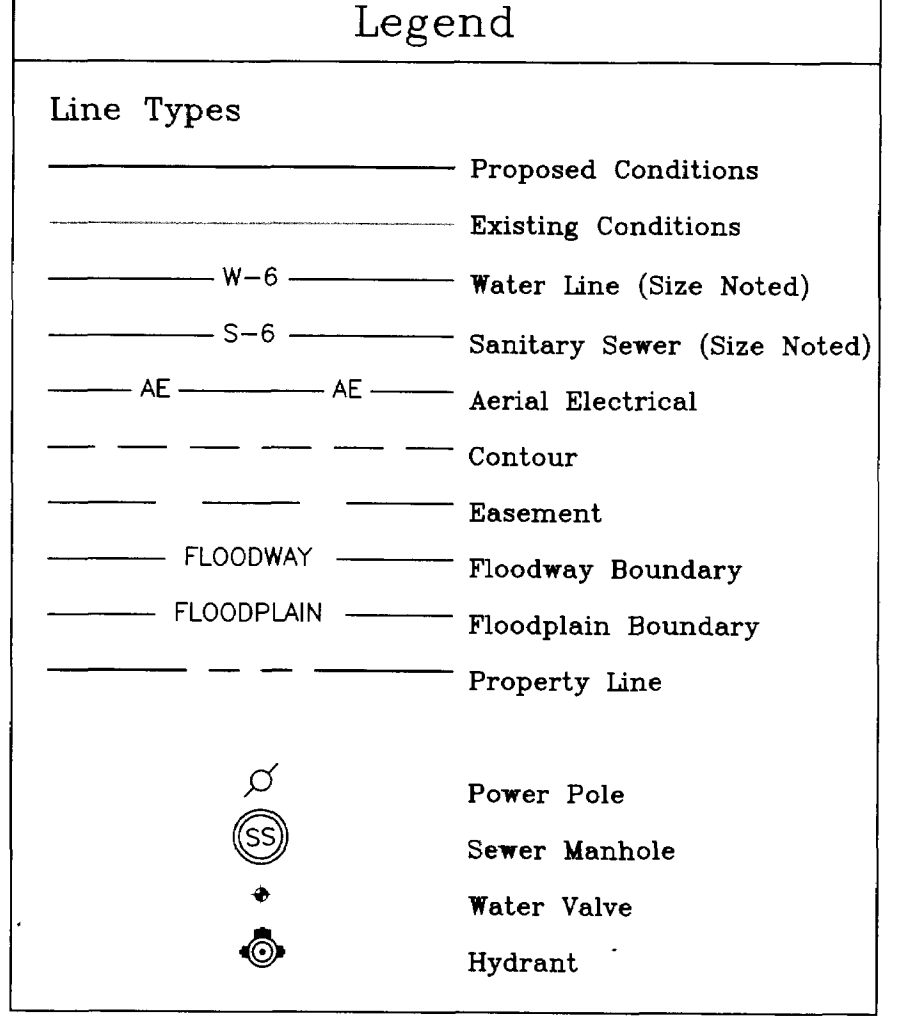 Legend
Line Types
Proposed Conditions
Existing Conditions
W-6 Water Line (Size Noted)
S-6 Sanitary Sewer (Size Noted)
AE AE Aerial Electrical
Contour
Easement
FLOODWAY Floodway Boundary
FLOODPLAIN Floodplain Boundary
Property Line
Power Pole
SS Sewer Manhole
Water Valve
Hydrant